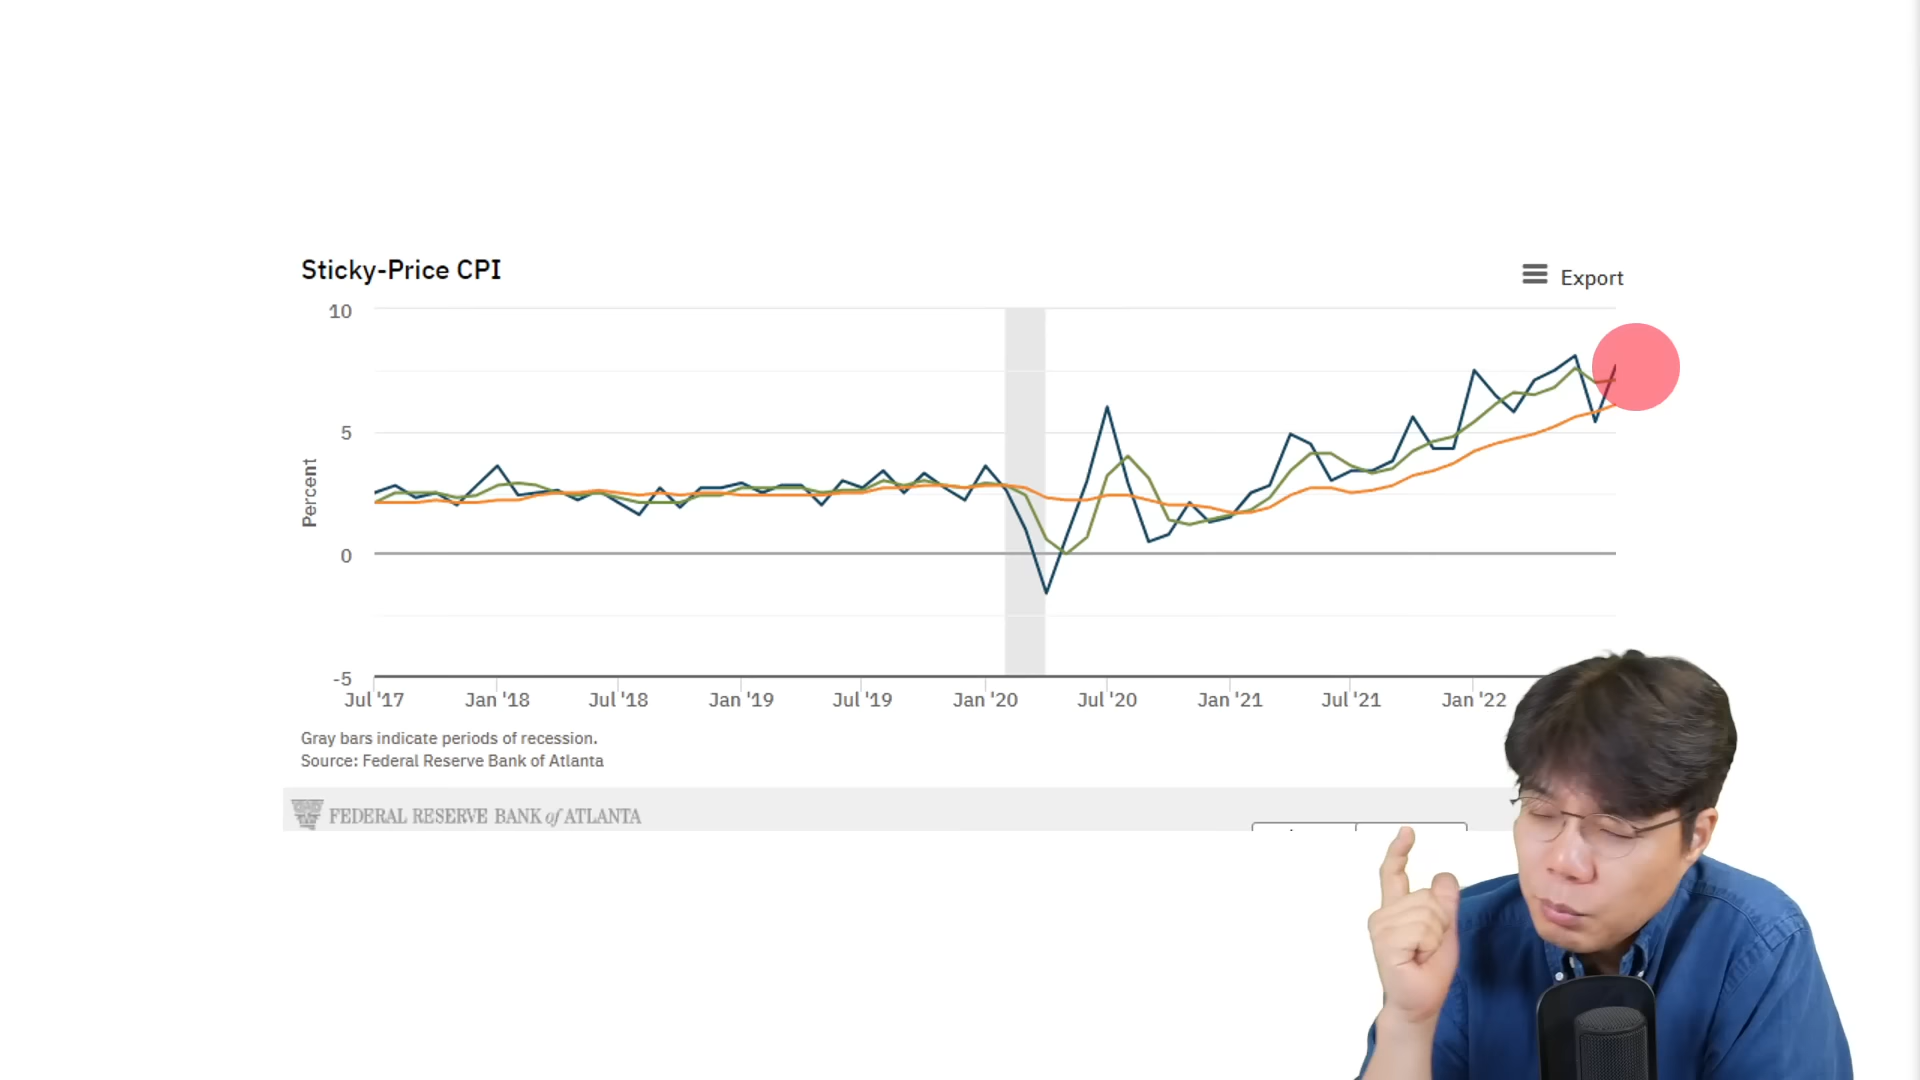 Sticky-Price CPI
Export
10
5
0
-5
Percent
Jul '17 Jan '18 Jul '18 Jan '19 Jul '19 Jan '20 Jul '20 Jan '21 Jul '21 Jan '22
Gray bars indicate periods of recession.
Source: Federal Reserve Bank of Atlanta
FEDERAL RESERVE BANK of ATLANTA